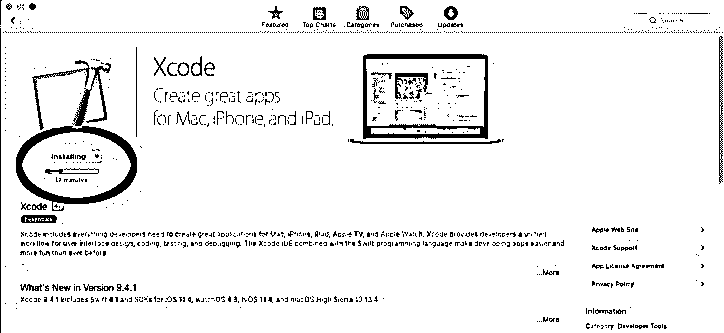 Featured Top Charts Categories Purchases Updates
Xcode
Create great apps
for Mac, iPhone, and iPad.
Installing
minutes
Xcode
Xcode includes everything developers need to create great applications for Mac, iPhone, iPad, Apple TV, and Apple Watch. Xcode provides developers a unified
workflow for user interface design, coding, testing, and debugging. The Xcode IDE combined with the Swift programming language make developing apps easier and
more fun than ever before.
...More
What's New in Version 9.4.1
Xcode 9.4.1 includes Swift 4.1 and SDKs for iOS 11.4, watchOS 4.3, tvOS 11.4, and macOS High Sierra 10.13.4
...More
Apple Web Site
Xcode Support
App License Agreement
Privacy Policy
Information
Category: Developer Tools